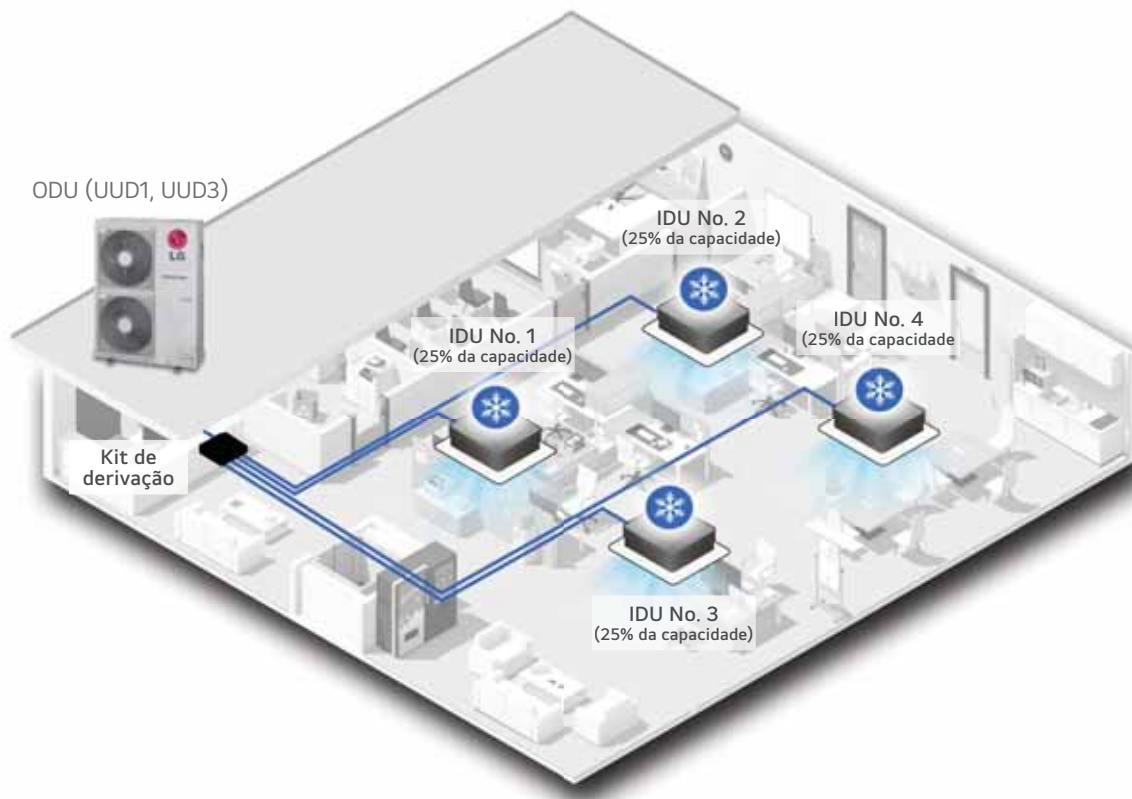 ODU (UUD1, UUD3)
LG
IDU No. 2
(25% da capacidade)
IDU No. 1
(25% da capacidade)
IDU No. 4
(25% da capacidade
Kit de
derivação
IDU No. 3
(25% da capacidade)